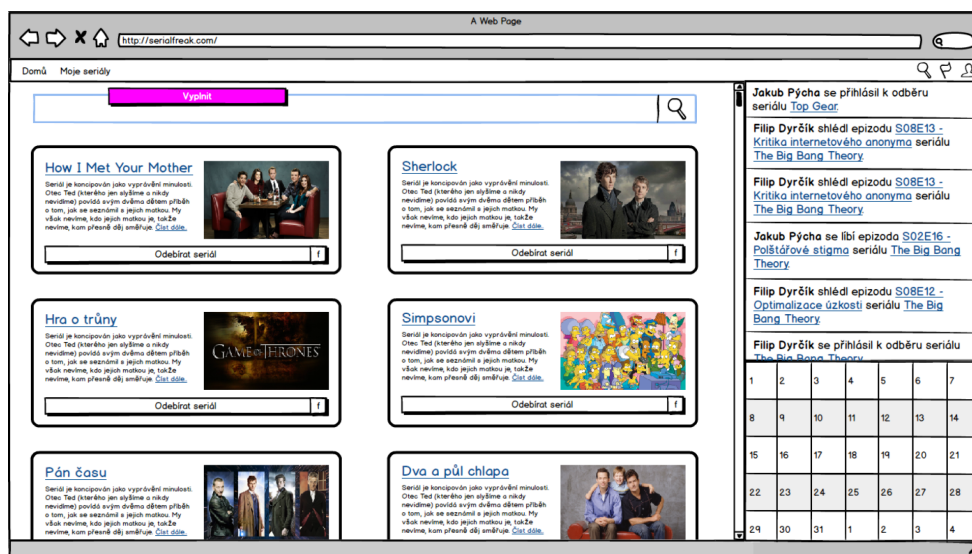 A Web Page
http://serialfreak.com/
Domů Moje seriály
Vyplnit
How I Met Your Mother
Seriál je koncipován jako vyprávění minulosti.
Otec Ted (kterého jen slyšíme a nikdy
nevidíme) povídá svým dvěma dětem příběh
o tom, jak se seznámil s jejich matkou. My
však nevíme, kdo jejich matkou je, takže
nevíme, kam přesně děj směřuje. Číst dále.
Odebírat seriál f
Sherlock
Seriál je koncipován jako vyprávění minulosti.
Otec Ted (kterého jen slyšíme a nikdy
nevidíme) povídá svým dvěma dětem příběh
o tom, jak se seznámil s jejich matkou. My
však nevíme, kdo jejich matkou je, takže
nevíme, kam přesně děj směřuje. Číst dále.
Odebírat seriál f
Hra o trůny
Seriál je koncipován jako vyprávění minulosti.
Otec Ted (kterého jen slyšíme a nikdy
nevidíme) povídá svým dvěma dětem příběh
o tom, jak se seznámil s jejich matkou. My
však nevíme, kdo jejich matkou je, takže
nevíme, kam přesně děj směřuje. Číst dále.
GAME OF THRONES
Odebírat seriál f
Simpsonovi
Seriál je koncipován jako vyprávění minulosti.
Otec Ted (kterého jen slyšíme a nikdy
nevidíme) povídá svým dvěma dětem příběh
o tom, jak se seznámil s jejich matkou. My
však nevíme, kdo jejich matkou je, takže
nevíme, kam přesně děj směřuje. Číst dále.
Odebírat seriál f
Pán času
Seriál je koncipován jako vyprávění minulosti.
Otec Ted (kterého jen slyšíme a nikdy
nevidíme) povídá svým dvěma dětem příběh
o tom, jak se seznámil s jejich matkou. My
však nevíme, kdo jejich matkou je, takže
nevíme, kam přesně děj směřuje. Číst dále.
Dva a půl chlapa
Seriál je koncipován jako vyprávění minulosti.
Otec Ted (kterého jen slyšíme a nikdy
nevidíme) povídá svým dvěma dětem příběh
o tom, jak se seznámil s jejich matkou. My
však nevíme, kdo jejich matkou je, takže
nevíme, kam přesně děj směřuje. Číst dále.
Jakub Pýcha se přihlásil k odběru
seriálu Top Gear.
Filip Dyrčík shlédl epizodu S08E13 -
Kritika internetového anonyma seriálu
The Big Bang Theory.
Filip Dyrčík shlédl epizodu S08E13 -
Kritika internetového anonyma seriálu
The Big Bang Theory.
Jakub Pýcha se líbí epizoda S02E16 -
Polštářové stigma seriálu The Big Bang
Theory.
Filip Dyrčík shlédl epizodu S08E12 -
Optimalizace úzkosti seriálu The Big
Bang Theory.
Filip Dyrčík se přihlásil k odběru seriálu
The Big Bang Theory.
1 2 3 4 5 6 7
8 9 10 11 12 13 14
15 16 17 18 19 20 21
22 23 24 25 26 27 28
29 30 31 1 2 3 4